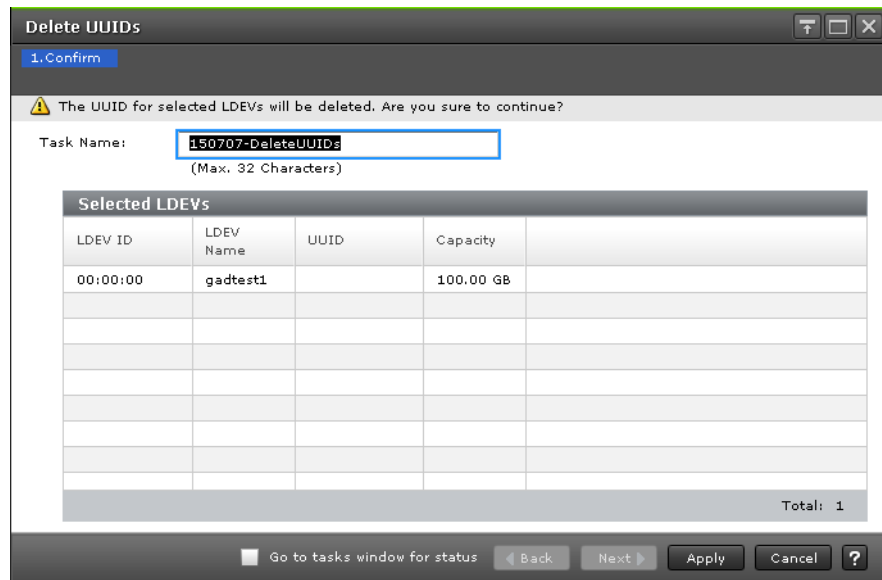 Delete UUIDs
1.Confirm
The UUID for selected LDEVs will be deleted. Are you sure to continue?
Task Name: 150707-DeleteUUIDs
(Max. 32 Characters)
Selected LDEVs
LDEV ID LDEV Name UUID Capacity
00:00:00 gadtest1 100.00 GB
Total: 1
Go to tasks window for status Back Next Apply Cancel ?